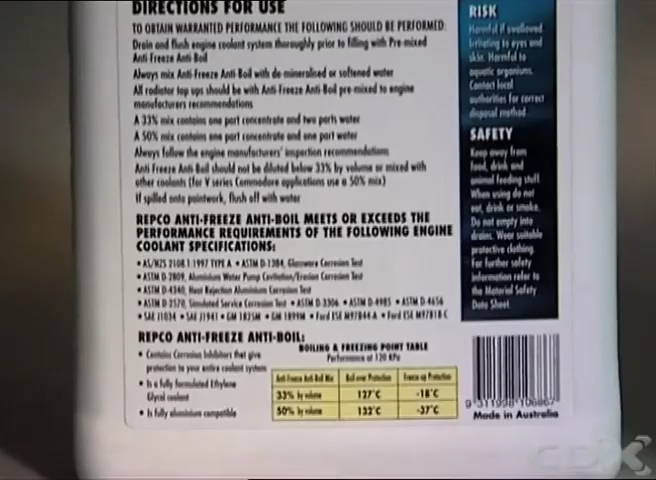 DIRECTIONS FOR USE
TO OBTAIN WARRANTED PERFORMANCE THE FOLLOWING SHOULD BE PERFORMED:
Drain and flush engine coolant system thoroughly prior to filling with Pre-mixed
Anti Freeze Anti-Boil
Always mix Anti-Freeze Anti-Boil with de-mineralised or softened water
All radiator top ups should be with Anti-Freeze Anti-Boil pre-mixed to engine
manufacturers recommendations
A 33% mix contains one part concentrate and two parts water
A 50% mix contains one part concentrate and one part water
Always follow the engine manufacturers' inspection recommendations
Anti Freeze Anti Boil should not be diluted below 33% by volume or mixed with
other coolants (for V series Commodore applications use a 50% mix)
If spilled onto paintwork, flush off with water
REPCO ANTI-FREEZE ANTI-BOIL MEETS OR EXCEEDS THE
PERFORMANCE REQUIREMENTS OF THE FOLLOWING ENGINE
COOLANT SPECIFICATIONS:
• AS/NZS 2108 1:1997 TYPE A • ASTM D-1384, Glassware Corrosion Test
• ASTM D-2809, Aluminium Water Pump Cavitation/Erosion Corrosion Test
• ASTM D-4340, Heat Rejection Aluminium Corrosion Test
• ASTM D-2570, Simulated Service Corrosion Test • ASTM D-3306 • ASTM D-4985 • ASTM D-4656
• SAE J1034 • SAE J1941 • GM 1825M • GM 1899M • Ford ESE M97B44-A • Ford ESE M97B18-C
REPCO ANTI-FREEZE ANTI-BOIL:
• Contains Corrosion Inhibitors that give
protection to your entire coolant system
• Is a fully formulated Ethylene
Glycol coolant
• Is fully aluminium compatible
BOILING & FREEZING POINT TABLE
Performance at 120 KPa
Anti Freeze Anti Boil Mix Boil over Protection Freeze up Protection
33% by volume 127°C -18°C
50% by volume 132°C -37°C
RISK
Harmful if swallowed
Irritating to eyes and
skin. Harmful to
aquatic organisms.
Contact local
authorities for correct
disposal method
SAFETY
Keep away from
food, drink and
animal feeding stuff.
When using do not
eat, drink or smoke.
Do not empty into
drains. Wear suitable
protective clothing.
For further safety
information refer to
the Material Safety
Data Sheet
Made in Australia
CDX